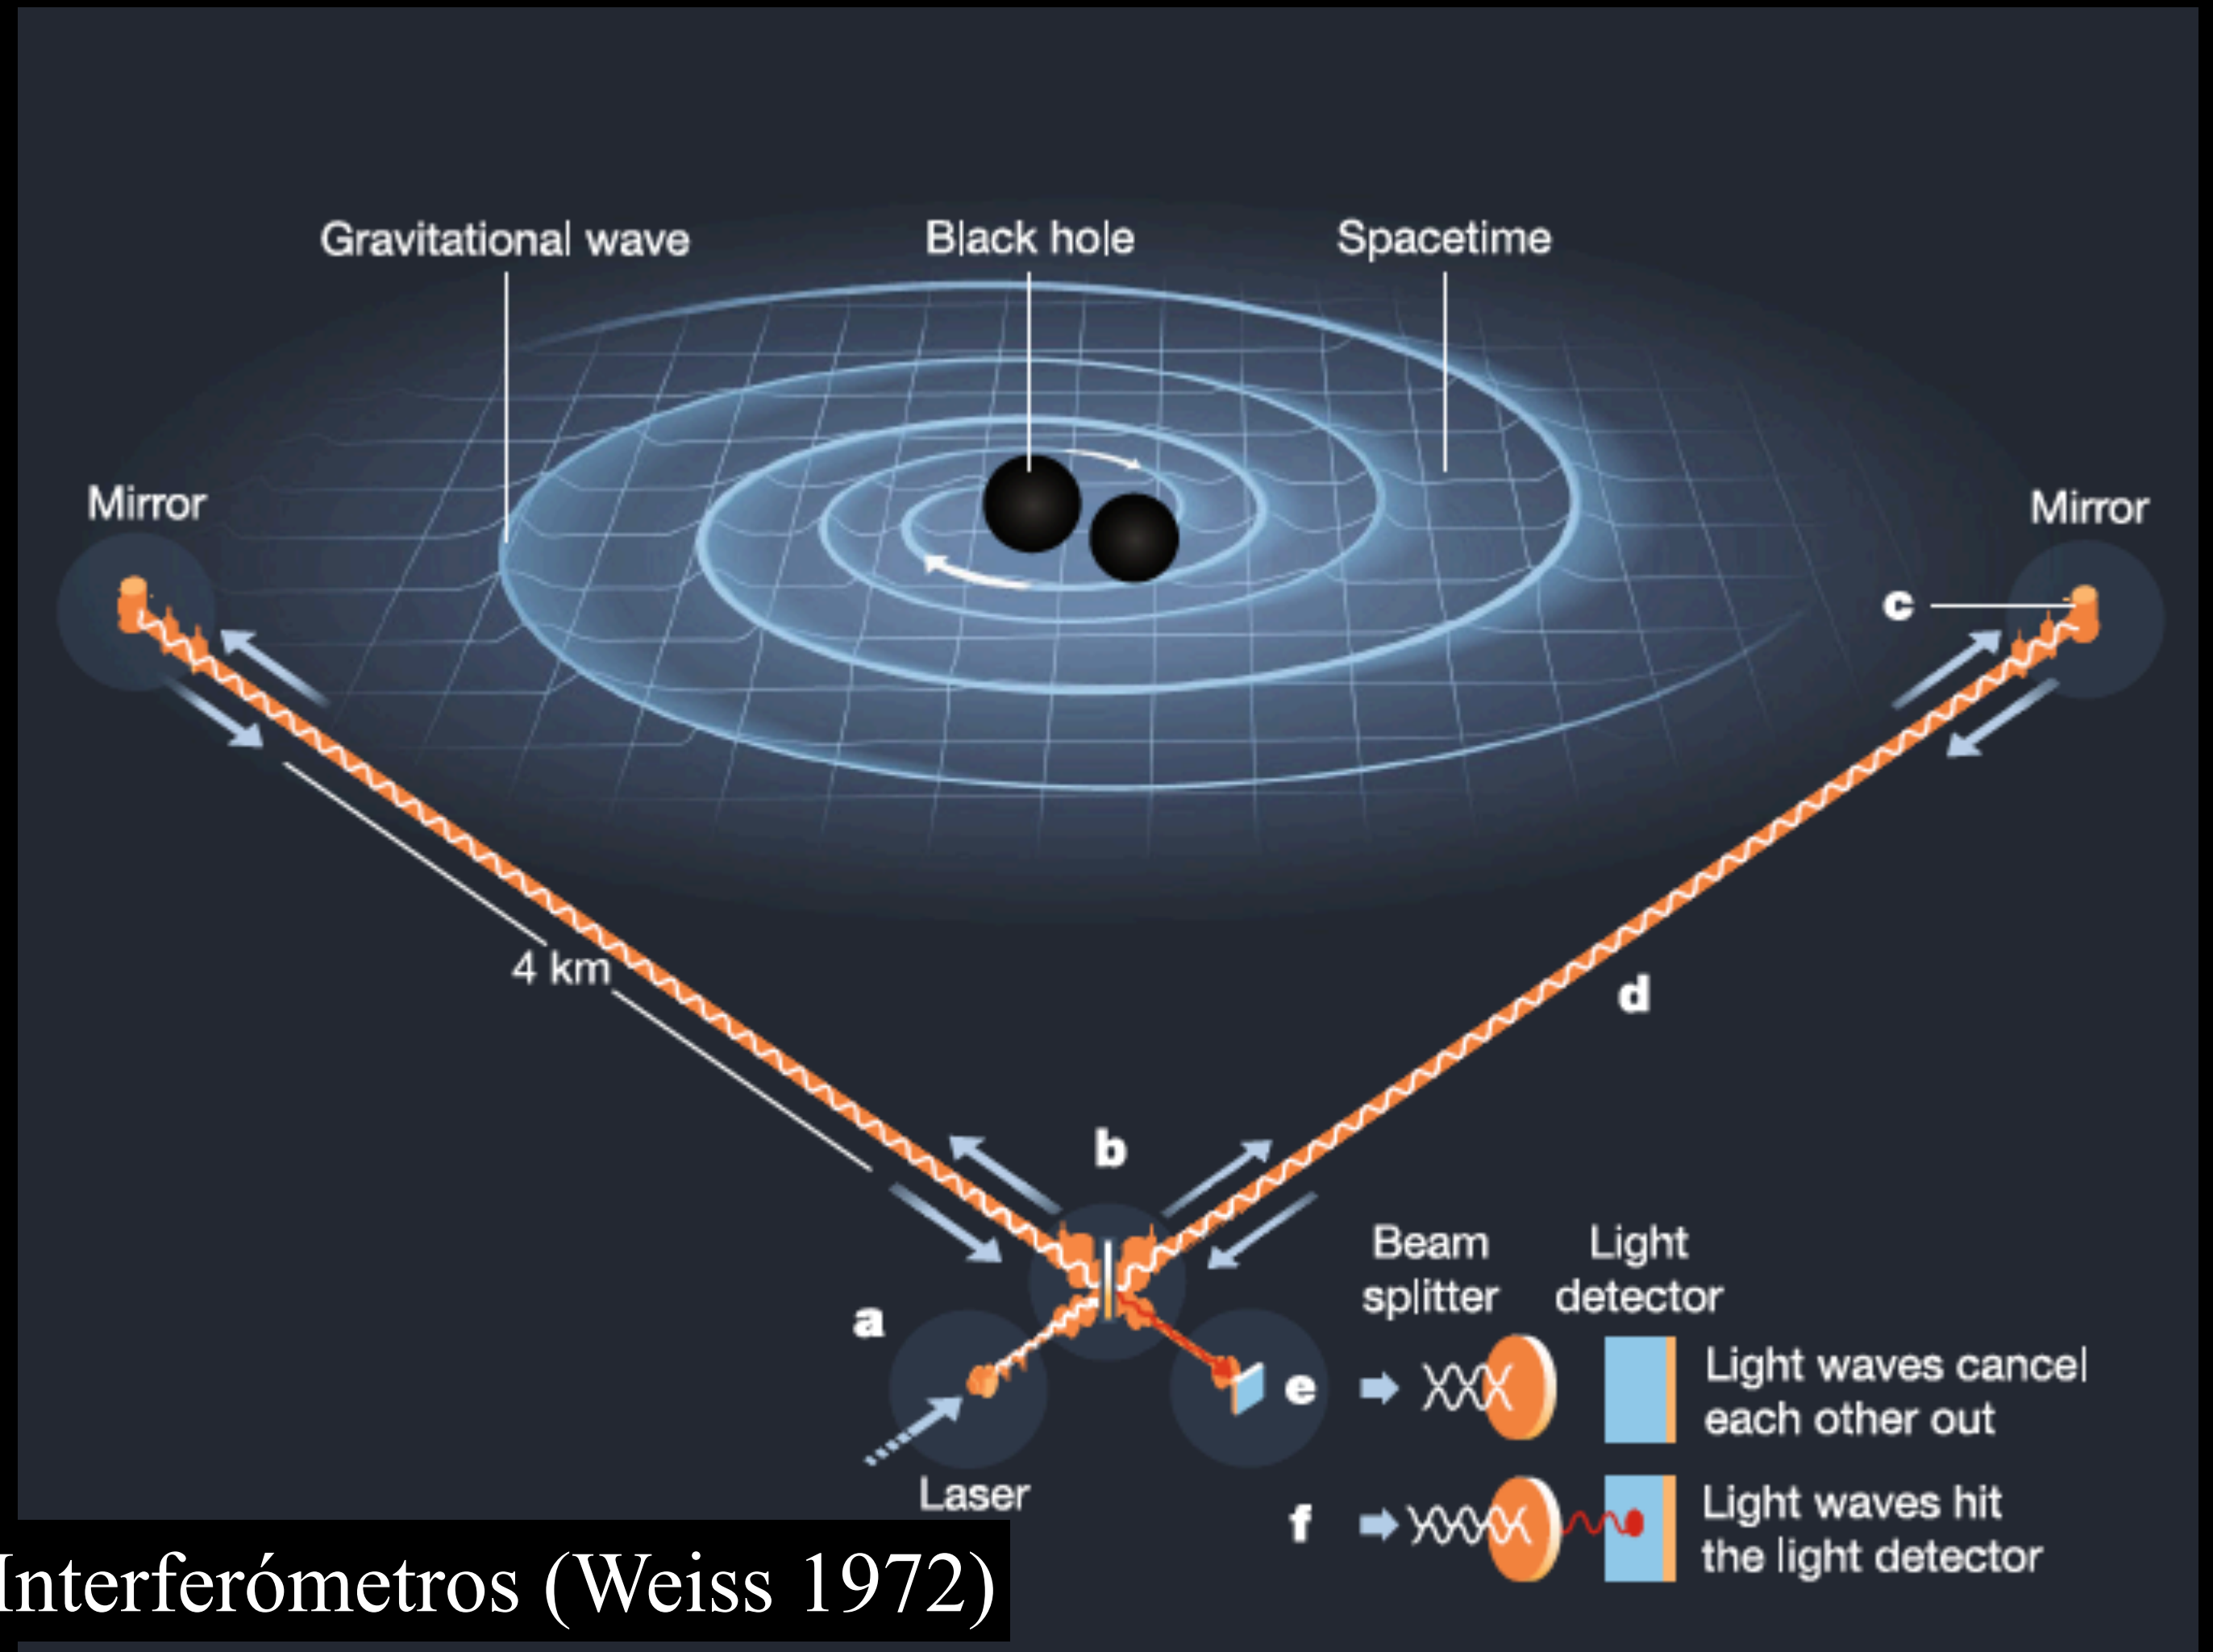 Gravitational wave
Black hole
Spacetime
Mirror
Mirror
c
4 km
d
b
a
Laser
e
Beam
splitter
Light
detector
Light waves cancel
each other out
f
Light waves hit
the light detector
Interferómetros (Weiss 1972)